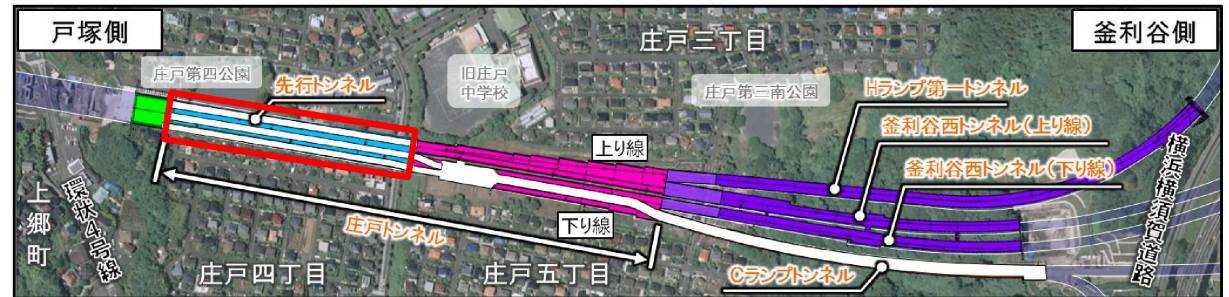 戸塚側
釜利谷側
庄戸三丁目
庄戸第四公園
先行トンネル
旧庄戸
中学校
庄戸第三南公園
Hランプ第一トンネル
釜利谷西トンネル(上り線)
釜利谷西トンネル(下り線)
上り線
下り線
横浜横須賀道路
上郷町
環状4号線
庄戸トンネル
庄戸四丁目
庄戸五丁目
Cランプトンネル